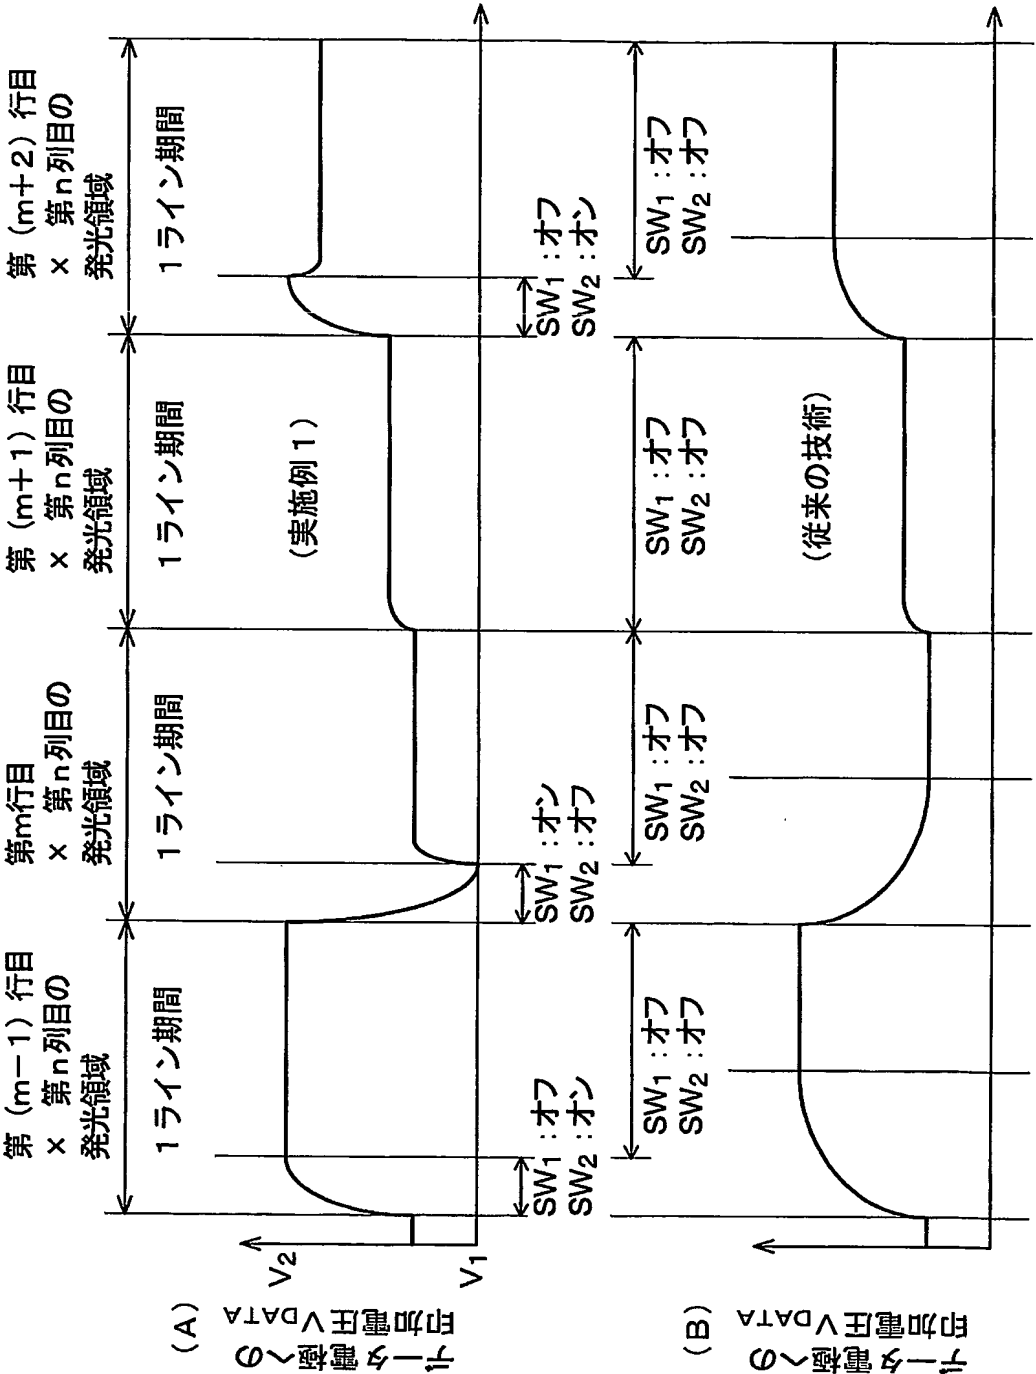 第(m−1)行目
× 第n列目の
発光領域
第m行目
× 第n列目の
発光領域
第(m+1)行目
× 第n列目の
発光領域
第(m+2)行目
× 第n列目の
発光領域
1ライン期間
1ライン期間
1ライン期間
1ライン期間
(A)
データ電極への
印加電圧VDATA
V2
V1
(実施例1)
SW1:オフ
SW2:オン
SW1:オン
SW2:オフ
SW1:オフ
SW2:オン
SW1:オフ
SW2:オフ
SW1:オフ
SW2:オフ
SW1:オフ
SW2:オフ
SW1:オフ
SW2:オフ
(B)
データ電極への
印加電圧VDATA
(従来の技術)